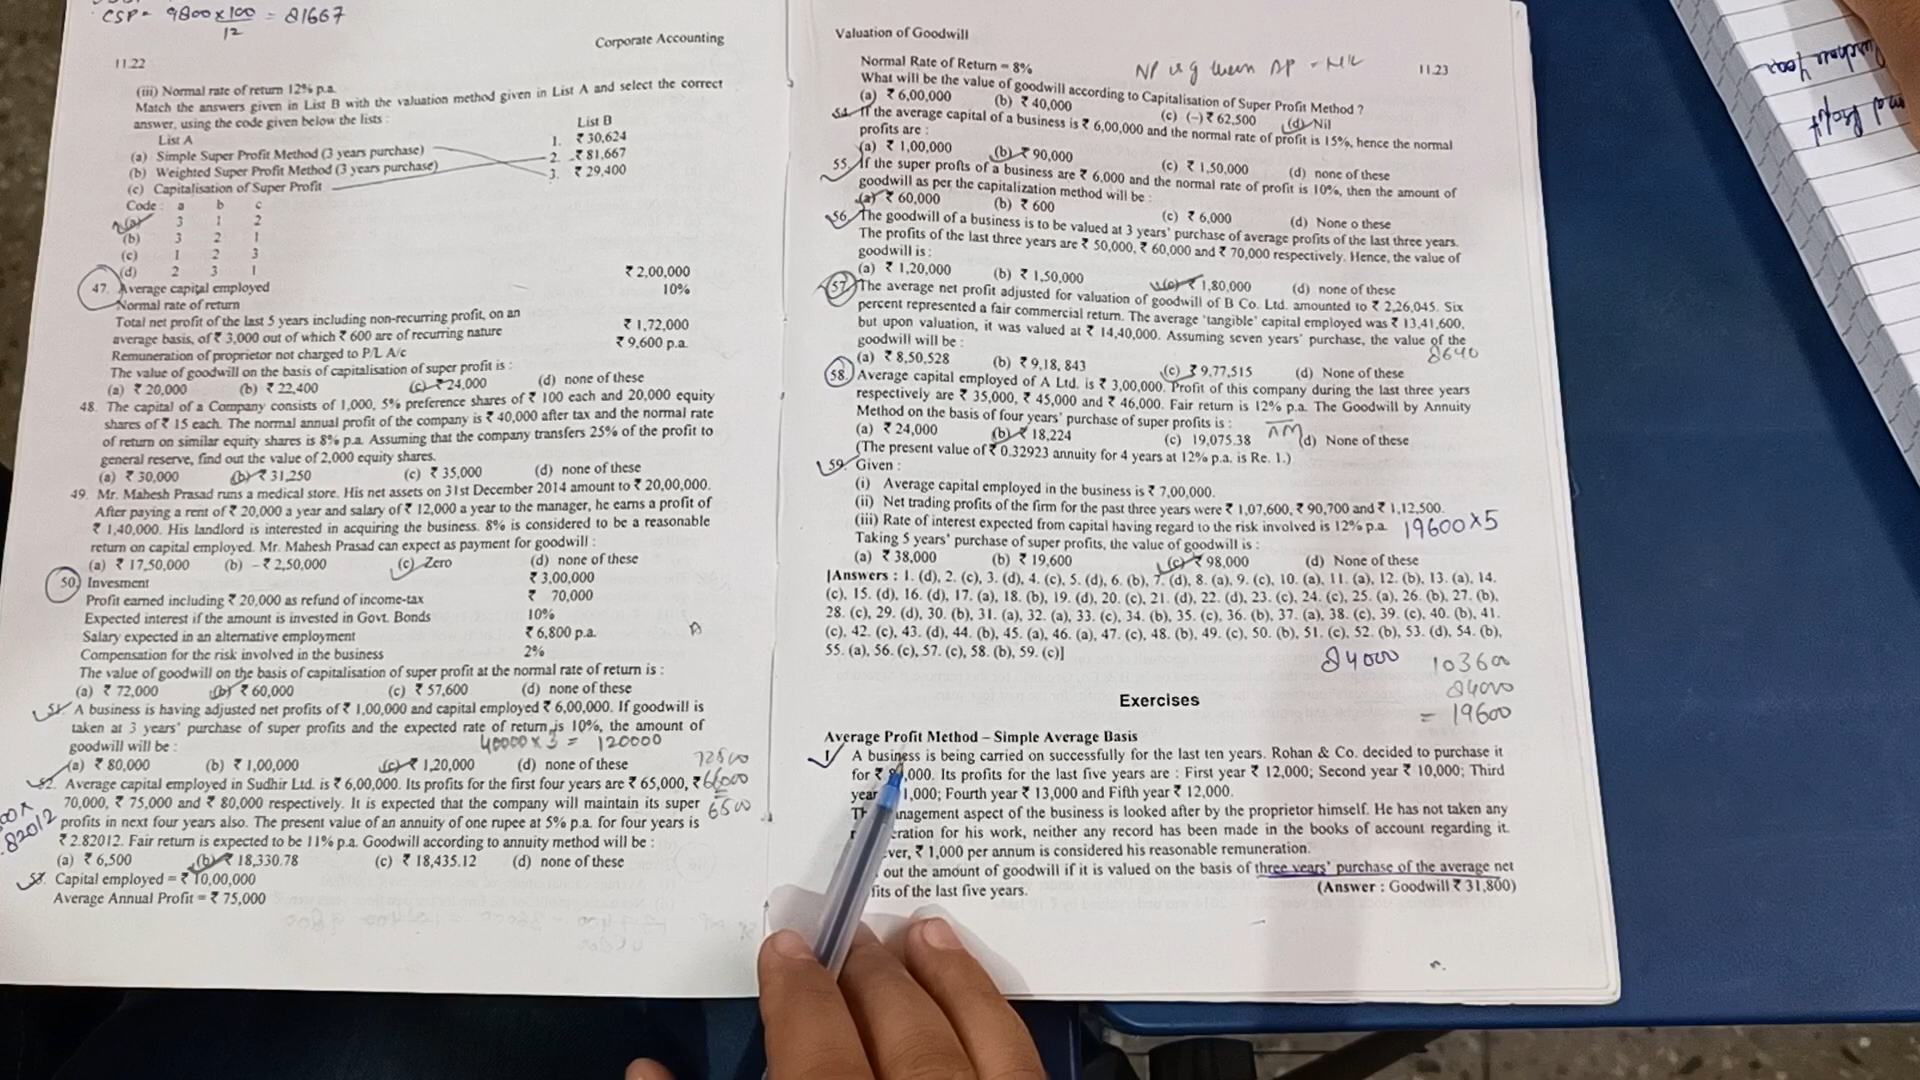 CSP = 9800 x 100 / 12 = 81667
Corporate Accounting
11.22
(iii) Normal rate of return 12% p.a.
Match the answers given in List B with the valuation method given in List A and select the correct
answer, using the code given below the lists :
List A List B
(a) Simple Super Profit Method (3 years purchase) 1. ₹ 30,624
(b) Weighted Super Profit Method (3 years purchase) 2. ₹ 81,667
(c) Capitalisation of Super Profit 3. ₹ 29,400
Code : a b c
(a) 3 1 2
(b) 3 2 1
(c) 1 2 3
(d) 2 3 1
47. Average capital employed ₹ 2,00,000
Normal rate of return 10%
Total net profit of the last 5 years including non-recurring profit, on an
average basis, of ₹ 3,000 out of which ₹ 600 are of recurring nature ₹ 1,72,000
Remuneration of proprietor not charged to P/L A/c ₹ 9,600 p.a.
The value of goodwill on the basis of capitalisation of super profit is :
(a) ₹ 20,000 (b) ₹ 22,400 (c) ₹ 24,000 (d) none of these
48. The capital of a Company consists of 1,000, 5% preference shares of ₹ 100 each and 20,000 equity
shares of ₹ 15 each. The normal annual profit of the company is ₹ 40,000 after tax and the normal rate
of return on similar equity shares is 8% p.a. Assuming that the company transfers 25% of the profit to
general reserve, find out the value of 2,000 equity shares.
(a) ₹ 30,000 (b) ₹ 31,250 (c) ₹ 35,000 (d) none of these
49. Mr. Mahesh Prasad runs a medical store. His net assets on 31st December 2014 amount to ₹ 20,00,000.
After paying a rent of ₹ 20,000 a year and salary of ₹ 12,000 a year to the manager, he earns a profit of
₹ 1,40,000. His landlord is interested in acquiring the business. 8% is considered to be a reasonable
return on capital employed. Mr. Mahesh Prasad can expect as payment for goodwill :
(a) ₹ 17,50,000 (b) – ₹ 2,50,000 (c) Zero (d) none of these
50. Invesment ₹ 3,00,000
Profit earned including ₹ 20,000 as refund of income-tax ₹ 70,000
Expected interest if the amount is invested in Govt. Bonds 10%
Salary expected in an alternative employment ₹ 6,800 p.a.
Compensation for the risk involved in the business 2%
The value of goodwill on the basis of capitalisation of super profit at the normal rate of return is :
(a) ₹ 72,000 (b) ₹ 60,000 (c) ₹ 57,600 (d) none of these
51. A business is having adjusted net profits of ₹ 1,00,000 and capital employed ₹ 6,00,000. If goodwill is
taken at 3 years' purchase of super profits and the expected rate of return is 10%, the amount of
goodwill will be : 40000 x 3 = 120000
(a) ₹ 80,000 (b) ₹ 1,00,000 (c) ₹ 1,20,000 (d) none of these
72500
52. Average capital employed in Sudhir Ltd. is ₹ 6,00,000. Its profits for the first four years are ₹ 65,000, ₹
66000
70,000, ₹ 75,000 and ₹ 80,000 respectively. It is expected that the company will maintain its super
6500
profits in next four years also. The present value of an annuity of one rupee at 5% p.a. for four years is
₹ 2.82012. Fair return is expected to be 11% p.a. Goodwill according to annuity method will be :
(a) ₹ 6,500 (b) ₹ 18,330.78 (c) ₹ 18,435.12 (d) none of these
53. Capital employed = ₹ 10,00,000
Average Annual Profit = ₹ 75,000
Valuation of Goodwill
11.23
Normal Rate of Return = 8%
What will be the value of goodwill according to Capitalisation of Super Profit Method ?
(a) ₹ 6,00,000 (b) ₹ 40,000 (c) (–) ₹ 62,500 (d) Nil
54. If the average capital of a business is ₹ 6,00,000 and the normal rate of profit is 15%, hence the normal
profits are :
(a) ₹ 1,00,000 (b) ₹ 90,000 (c) ₹ 1,50,000 (d) none of these
55. If the super profts of a business are ₹ 6,000 and the normal rate of profit is 10%, then the amount of
goodwill as per the capitalization method will be :
(a) ₹ 60,000 (b) ₹ 600 (c) ₹ 6,000 (d) None o these
56. The goodwill of a business is to be valued at 3 years' purchase of average profits of the last three years.
The profits of the last three years are ₹ 50,000, ₹ 60,000 and ₹ 70,000 respectively. Hence, the value of
goodwill is :
(a) ₹ 1,20,000 (b) ₹ 1,50,000 (c) ₹ 1,80,000 (d) none of these
57. The average net profit adjusted for valuation of goodwill of B Co. Ltd. amounted to ₹ 2,26,045. Six
percent represented a fair commercial return. The average 'tangible' capital employed was ₹ 13,41,600,
but upon valuation, it was valued at ₹ 14,40,000. Assuming seven years' purchase, the value of the
goodwill will be : 8640
(a) ₹ 8,50,528 (b) ₹ 9,18, 843 (c) ₹ 9,77,515 (d) None of these
58. Average capital employed of A Ltd. is ₹ 3,00,000. Profit of this company during the last three years
respectively are ₹ 35,000, ₹ 45,000 and ₹ 46,000. Fair return is 12% p.a. The Goodwill by Annuity
Method on the basis of four years' purchase of super profits is :
(a) ₹ 24,000 (b) ₹ 18,224 (c) 19,075.38 (d) None of these
(The present value of ₹ 0.32923 annuity for 4 years at 12% p.a. is Re. 1.)
59. Given :
(i) Average capital employed in the business is ₹ 7,00,000.
(ii) Net trading profits of the firm for the past three years were ₹ 1,07,600, ₹ 90,700 and ₹ 1,12,500.
(iii) Rate of interest expected from capital having regard to the risk involved is 12% p.a. 19600 x 5
Taking 5 years' purchase of super profits, the value of goodwill is :
(a) ₹ 38,000 (b) ₹ 19,600 (c) ₹ 98,000 (d) None of these
[Answers : 1. (d), 2. (c), 3. (d), 4. (c), 5. (d), 6. (b), 7. (d), 8. (a), 9. (c), 10. (a), 11. (a), 12. (b), 13. (a), 14.
(c), 15. (d), 16. (d), 17. (a), 18. (b), 19. (d), 20. (c), 21. (d), 22. (d), 23. (c), 24. (c), 25. (a), 26. (b), 27. (b),
28. (c), 29. (d), 30. (b), 31. (a), 32. (a), 33. (c), 34. (b), 35. (c), 36. (b), 37. (a), 38. (c), 39. (c), 40. (b), 41.
(c), 42. (c), 43. (d), 44. (b), 45. (a), 46. (a), 47. (c), 48. (b), 49. (c), 50. (b), 51. (c), 52. (b), 53. (d), 54. (b),
55. (a), 56. (c), 57. (c), 58. (b), 59. (c)]
84000 103600
84000
= 19600
Exercises
Average Profit Method – Simple Average Basis
1. A business is being carried on successfully for the last ten years. Rohan & Co. decided to purchase it
for ₹ ,000. Its profits for the last five years are : First year ₹ 12,000; Second year ₹ 10,000; Third
year 1,000; Fourth year ₹ 13,000 and Fifth year ₹ 12,000.
aspect of the business is looked after by the proprietor himself. He has not taken any
for his work, neither any record has been made in the books of account regarding it.
₹ 1,000 per annum is considered his reasonable remuneration.
out the amount of goodwill if it is valued on the basis of three years' purchase of the average net
of the last five years. (Answer : Goodwill ₹ 31,800)